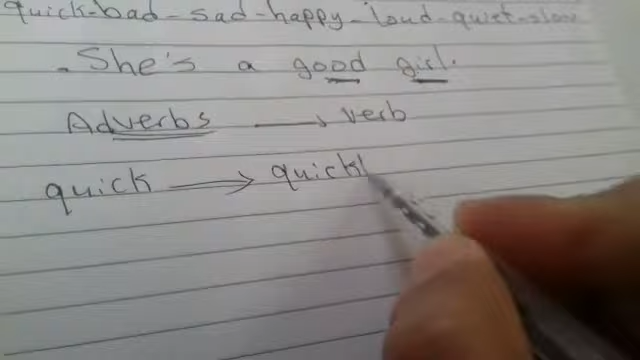 quick-bad-sad-happy-loud-quiet-slow
.She's a good girl.
Adverbs → verb
quick → quickl